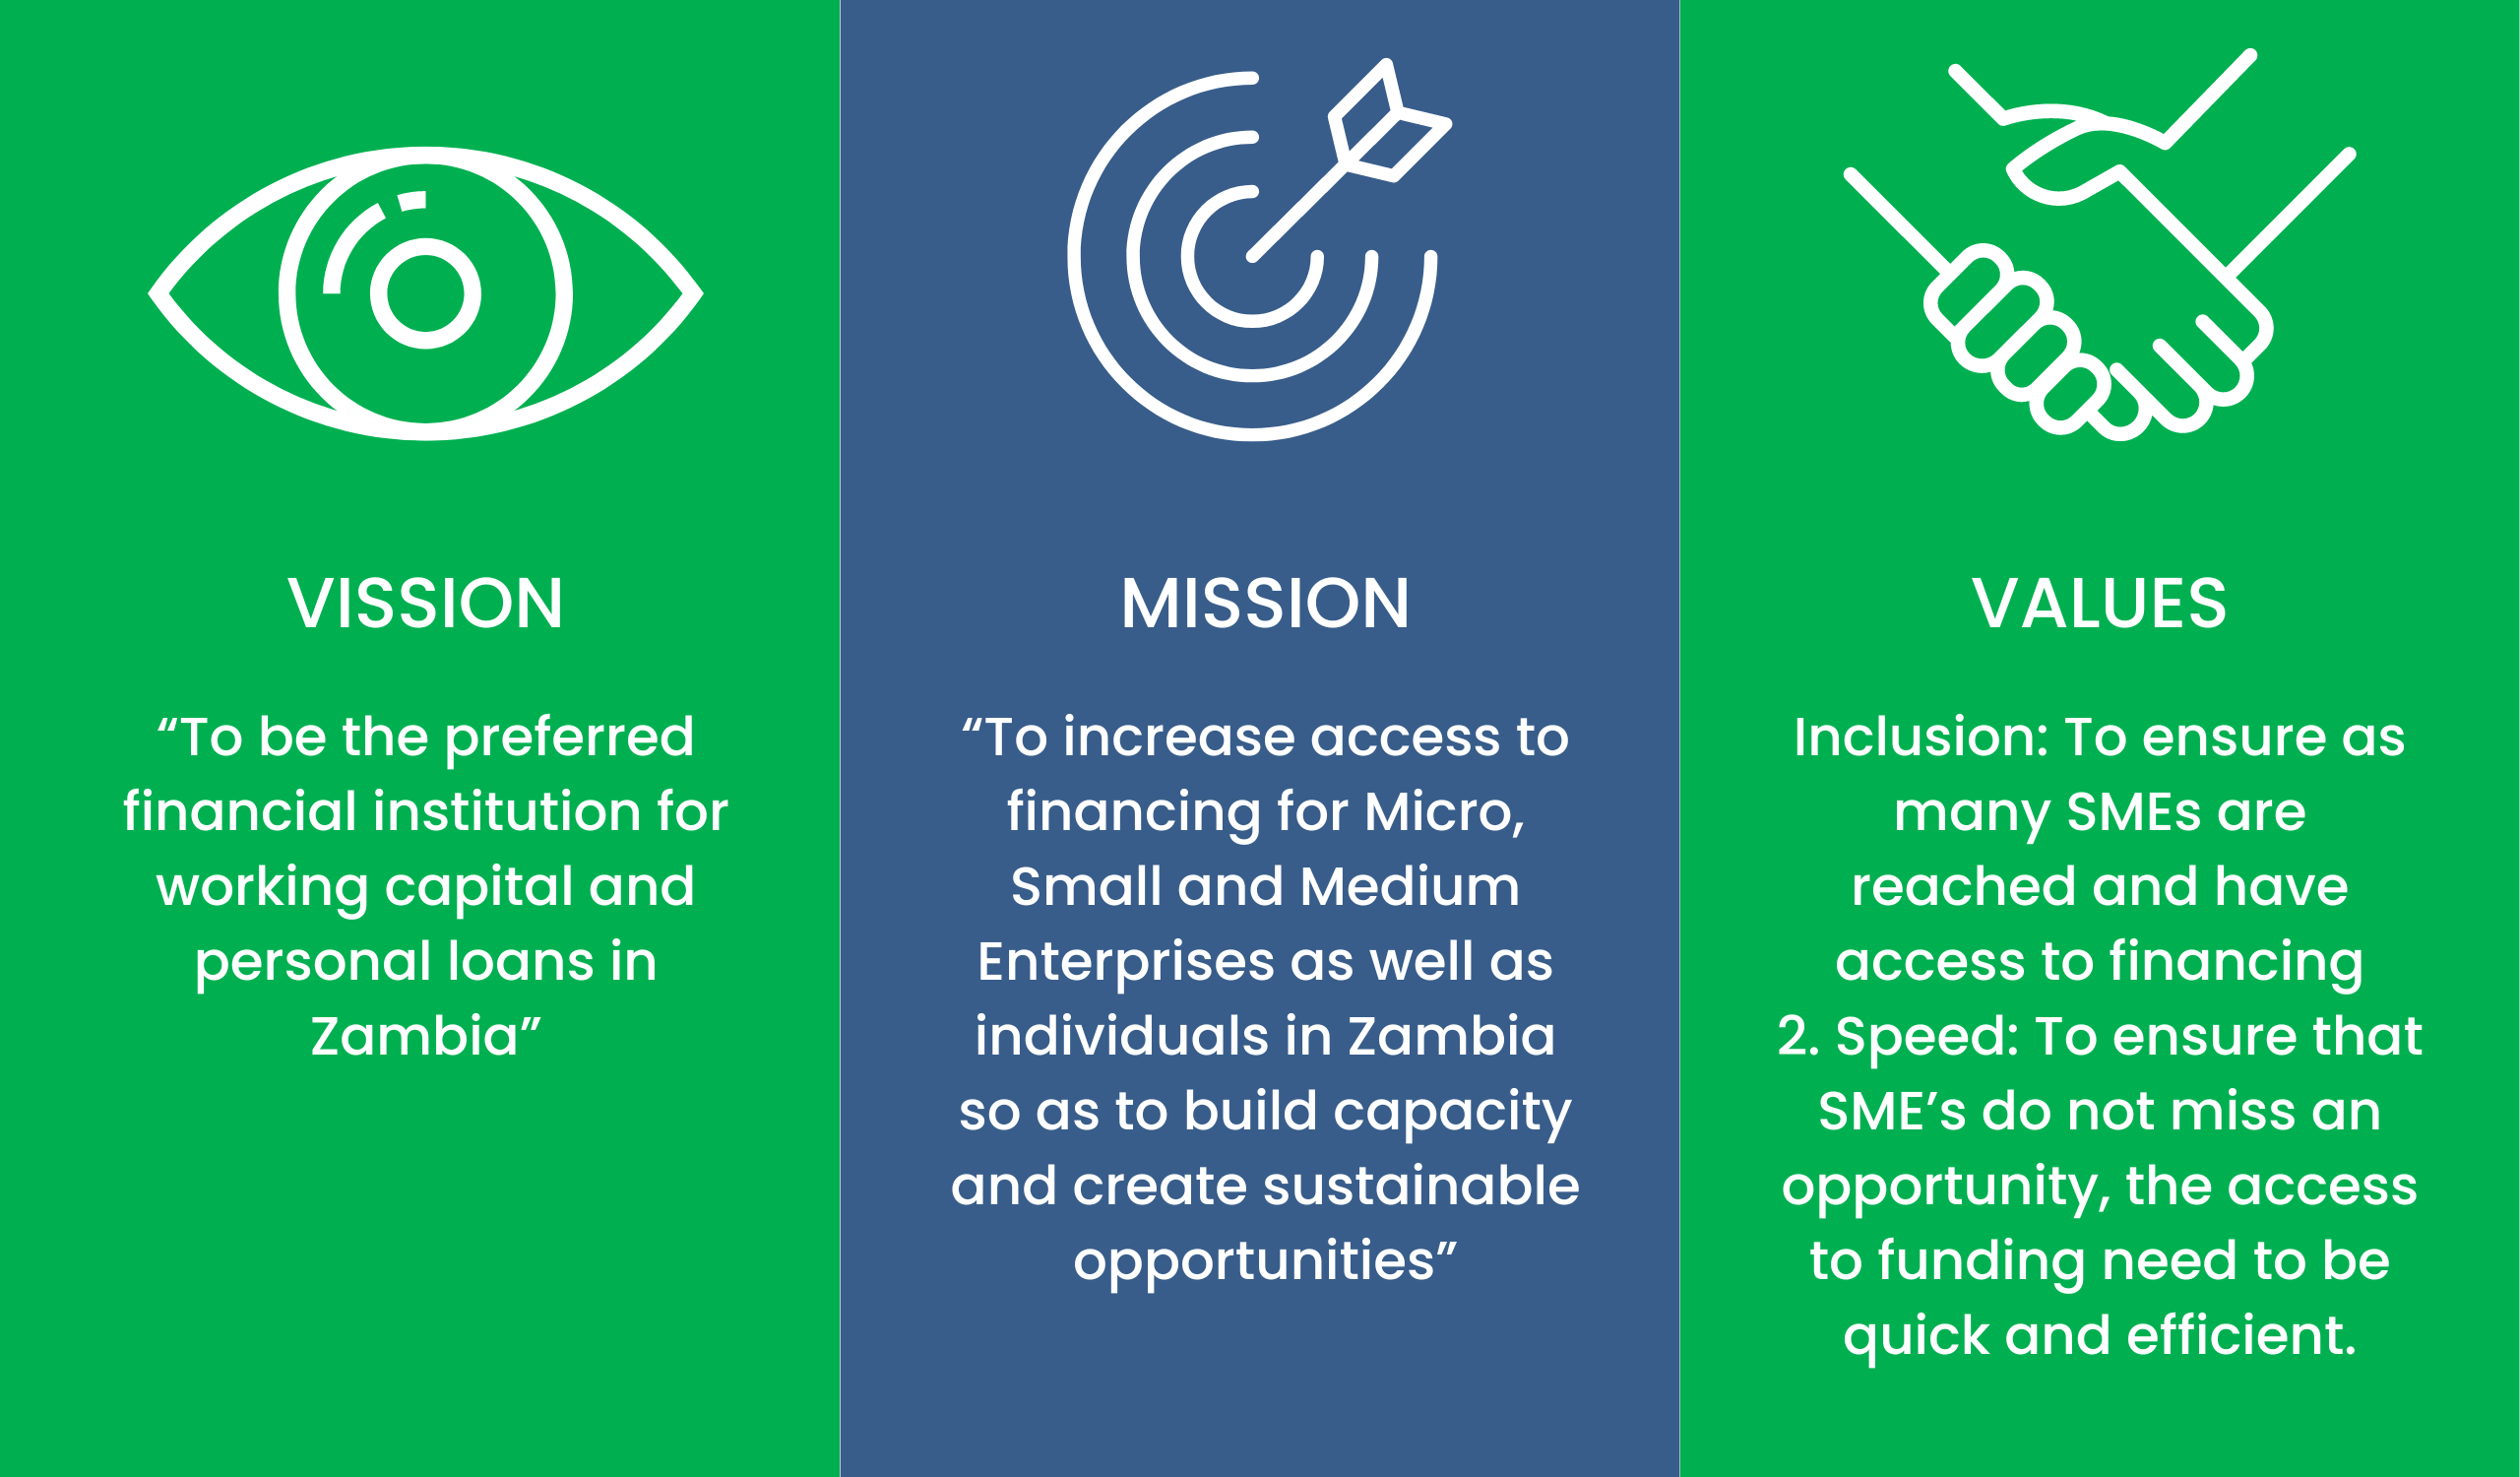 VISSION
“To be the preferred
financial institution for
working capital and
personal loans in
Zambia”
MISSION
“To increase access to
financing for Micro,
Small and Medium
Enterprises as well as
individuals in Zambia
so as to build capacity
and create sustainable
opportunities”
VALUES
Inclusion: To ensure as
many SMEs are
reached and have
access to financing
2. Speed: To ensure that
SME’s do not miss an
opportunity, the access
to funding need to be
quick and efficient.